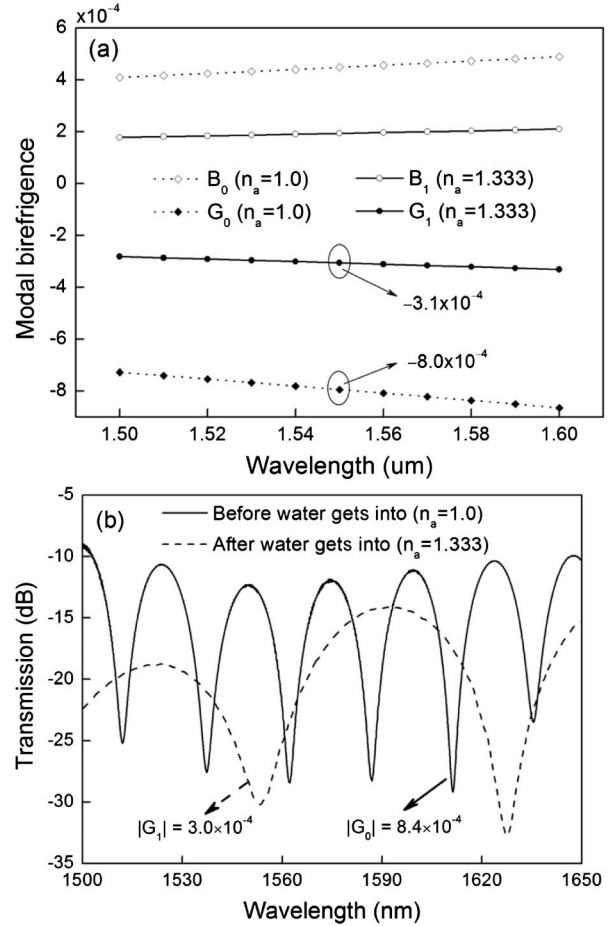 x10⁻⁴
(a)
6
4
2
0
-2
-4
-6
-8
Modal birefrigence
B₀ (nₐ=1.0)
B₁ (nₐ=1.333)
G₀ (nₐ=1.0)
G₁ (nₐ=1.333)
−3.1x10⁻⁴
−8.0x10⁻⁴
1.50 1.52 1.54 1.56 1.58 1.60
Wavelength (um)
(b)
-5
-10
-15
-20
-25
-30
-35
Transmission (dB)
Before water gets into (nₐ=1.0)
After water gets into (nₐ=1.333)
|G₁| = 3.0×10⁻⁴
|G₀| = 8.4×10⁻⁴
1500 1530 1560 1590 1620 1650
Wavelength (nm)